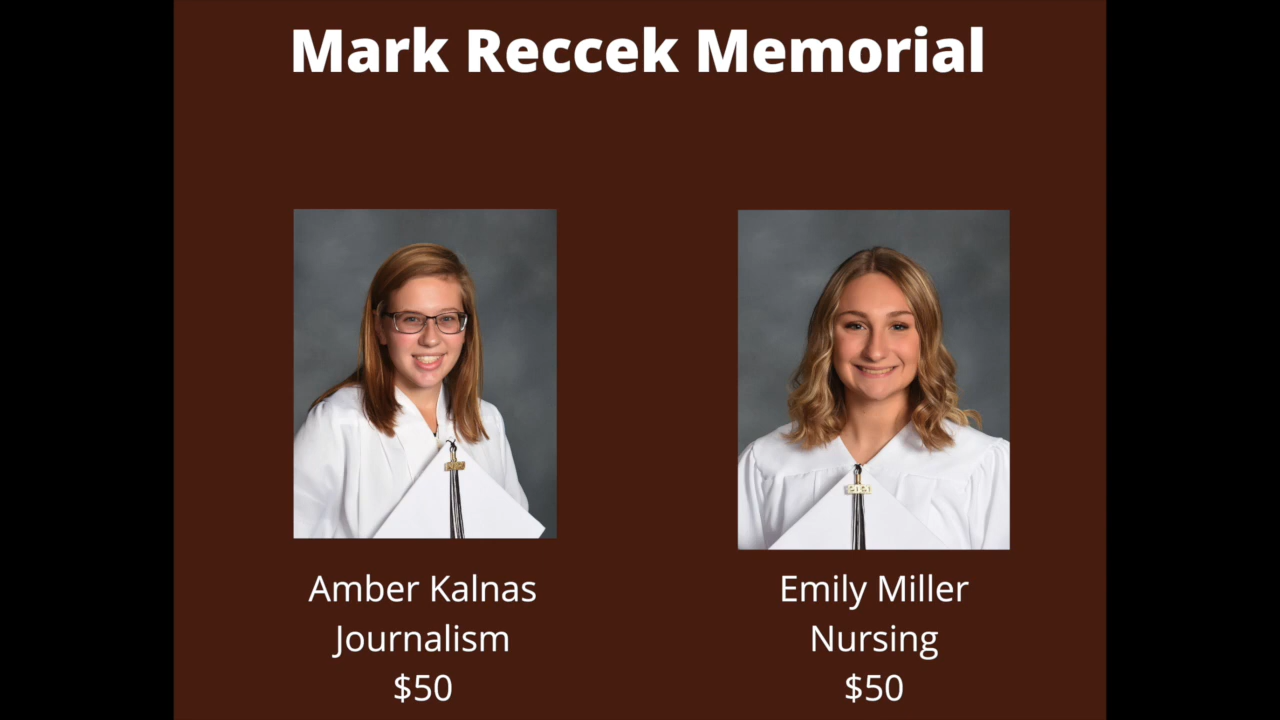 Mark Reccek Memorial
Amber Kalnas
Journalism
$50
Emily Miller
Nursing
$50